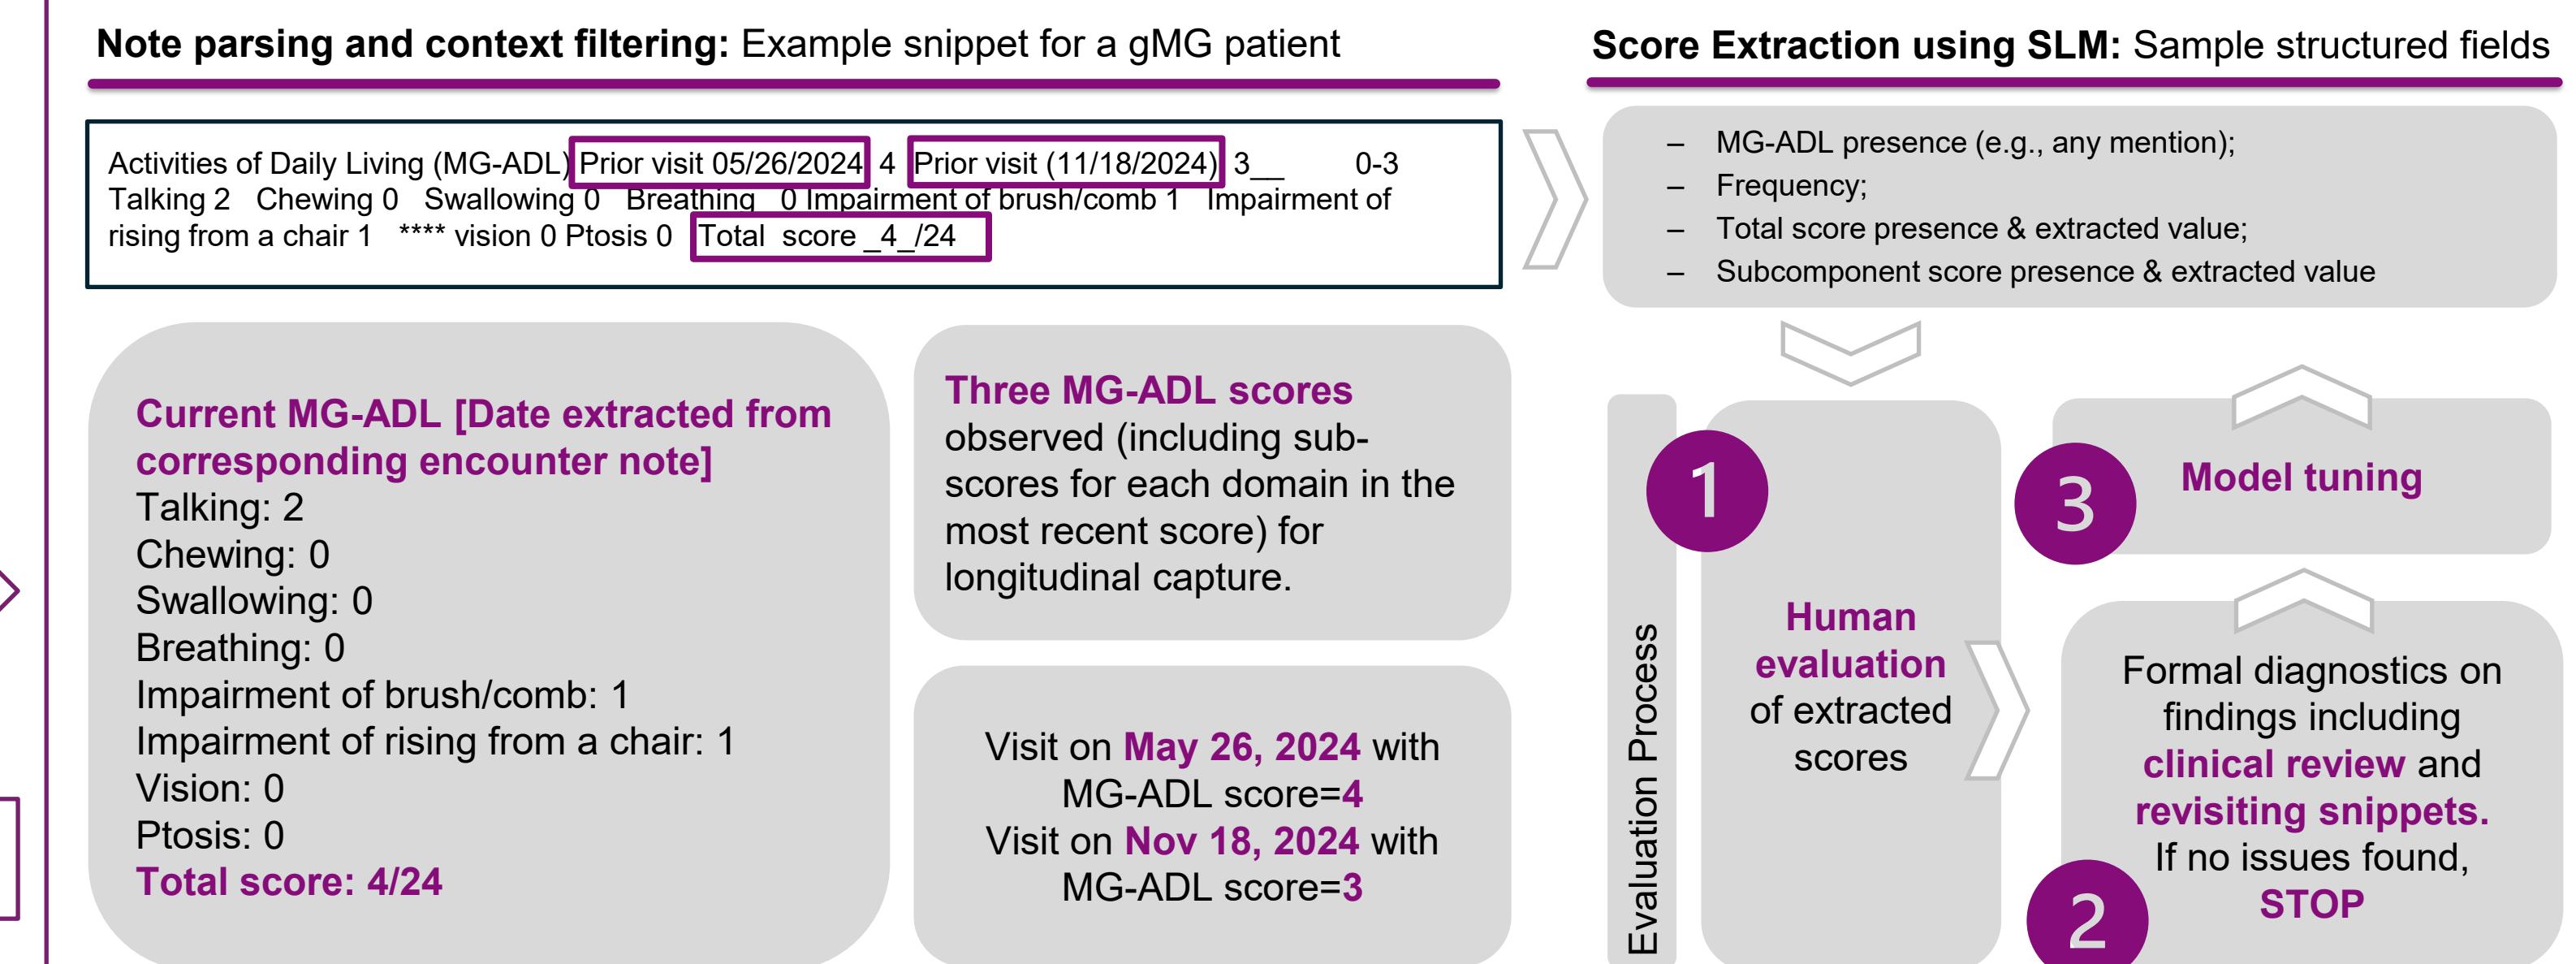 Note parsing and context filtering: Example snippet for a gMG patient
Activities of Daily Living (MG-ADL) Prior visit 05/26/2024 4 Prior visit (11/18/2024) 3__ 0-3
Talking 2 Chewing 0 Swallowing 0 Breathing 0 Impairment of brush/comb 1 Impairment of
rising from a chair 1 **** vision 0 Ptosis 0 Total score _4_/24
Current MG-ADL [Date extracted from
corresponding encounter note]
Talking: 2
Chewing: 0
Swallowing: 0
Breathing: 0
Impairment of brush/comb: 1
Impairment of rising from a chair: 1
Vision: 0
Ptosis: 0
Total score: 4/24
Three MG-ADL scores
observed (including sub-
scores for each domain in the
most recent score) for
longitudinal capture.
Visit on May 26, 2024 with
MG-ADL score=4
Visit on Nov 18, 2024 with
MG-ADL score=3
Score Extraction using SLM: Sample structured fields
– MG-ADL presence (e.g., any mention);
– Frequency;
– Total score presence & extracted value;
– Subcomponent score presence & extracted value
Evaluation Process
1
Human
evaluation
of extracted
scores
2
Formal diagnostics on
findings including
clinical review and
revisiting snippets.
If no issues found,
STOP
3
Model tuning